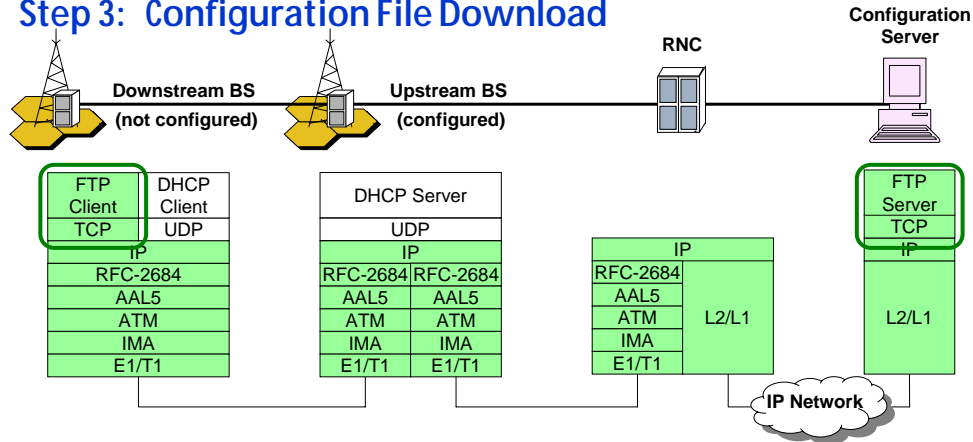 Step 3: Configuration File Download
Configuration
Server
RNC
Downstream BS
(not configured)
Upstream BS
(configured)
FTP
Client
DHCP
Client
TCP
UDP
IP
RFC-2684
AAL5
ATM
IMA
E1/T1
DHCP Server
UDP
IP
RFC-2684 RFC-2684
AAL5 AAL5
ATM ATM
IMA IMA
E1/T1 E1/T1
IP
RFC-2684
AAL5
ATM
IMA
E1/T1
L2/L1
FTP
Server
TCP
IP
L2/L1
IP Network